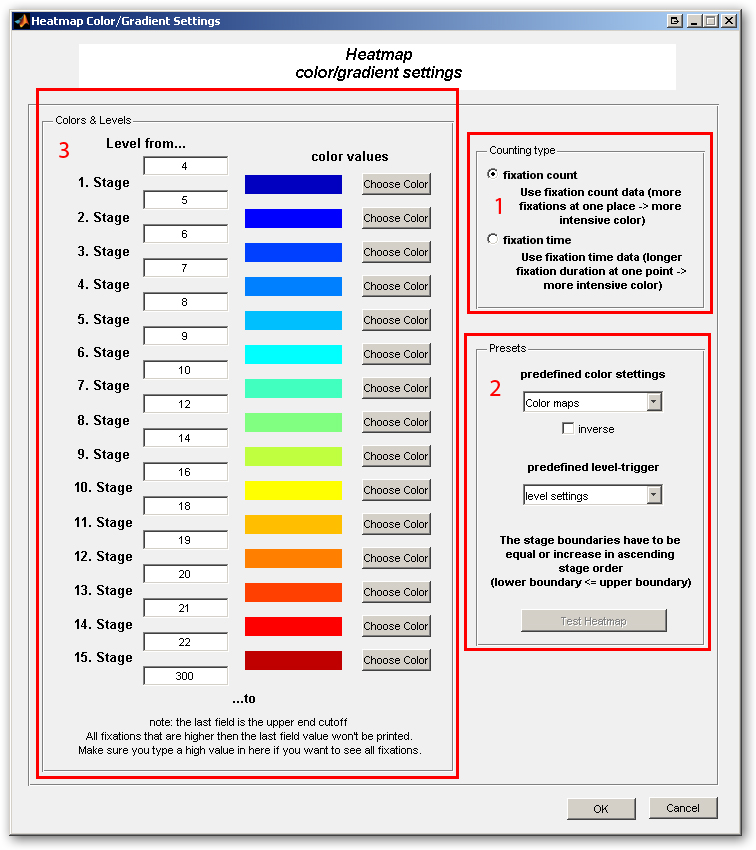 Heatmap Color/Gradient Settings
Heatmap
color/gradient settings
Colors & Levels
3
Level from...
color values
4
1. Stage
Choose Color
5
2. Stage
Choose Color
6
3. Stage
Choose Color
7
4. Stage
Choose Color
8
5. Stage
Choose Color
9
6. Stage
Choose Color
10
7. Stage
Choose Color
12
8. Stage
Choose Color
14
9. Stage
Choose Color
16
10. Stage
Choose Color
18
11. Stage
Choose Color
19
12. Stage
Choose Color
20
13. Stage
Choose Color
21
14. Stage
Choose Color
22
15. Stage
Choose Color
300
...to
note: the last field is the upper end cutoff
All fixations that are higher then the last field value won't be printed.
Make sure you type a high value in here if you want to see all fixations.
Counting type
fixation count
1
Use fixation count data (more
fixations at one place -> more
intensive color)
fixation time
Use fixation time data (longer
fixation duration at one point ->
more intensive color)
Presets
2
predefined color stettings
Color maps
inverse
predefined level-trigger
level settings
The stage boundaries have to be
equal or increase in ascending
stage order
(lower boundary <= upper boundary)
Test Heatmap
OK
Cancel